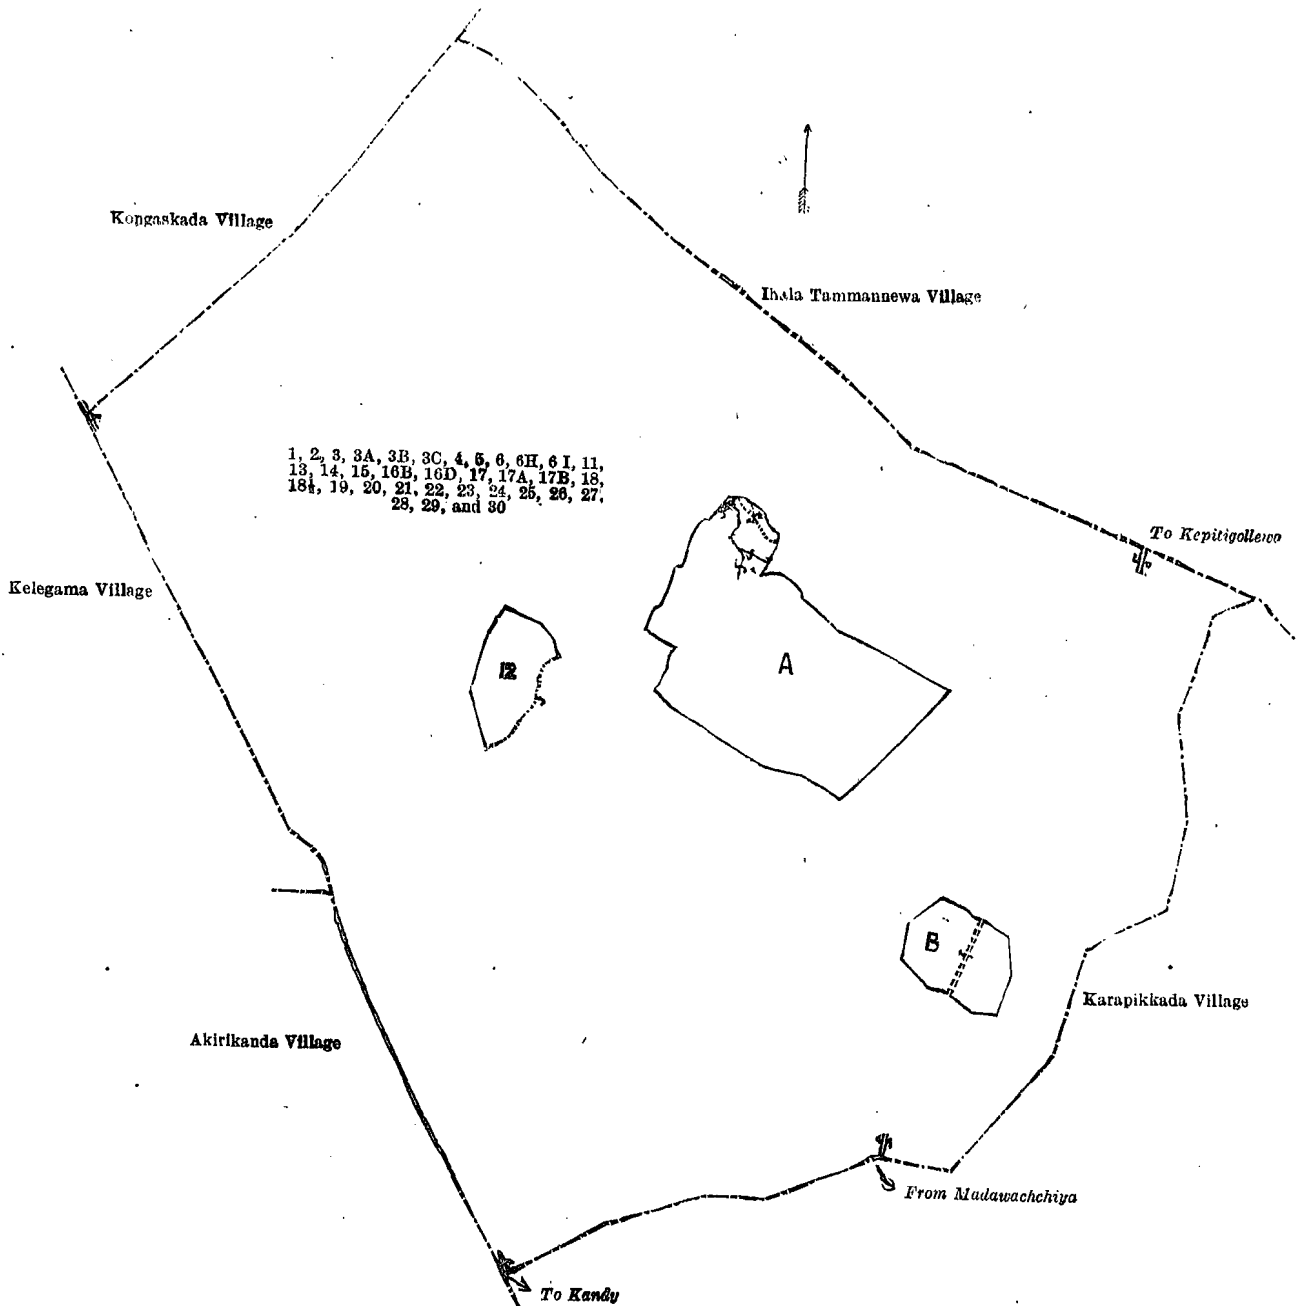 Kongaskada Village
Ihala Tammannewa Village
1, 2, 3, 3A, 3B, 3C, 4, 5, 6, 6H, 6 I, 11,
13, 14, 15, 16B, 16D, 17, 17A, 17B, 18,
18½, 19, 20, 21, 22, 23, 24, 25, 26, 27,
28, 29, and 30
To Kepitigollewa
Kelegama Village
12
A
B
Karapikkada Village
Akirikanda Village
From Madawachchiya
To Kandy